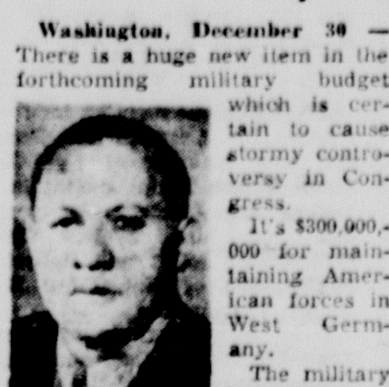 Washington, December 30 —
There is a huge new item in the
forthcoming military budget
which is cer-
tain to cause
stormy contro-
versy in Con-
gress.
It's $300,000,-
000 for main-
taining Amer-
ican forces in
West Germ-
any.
The military